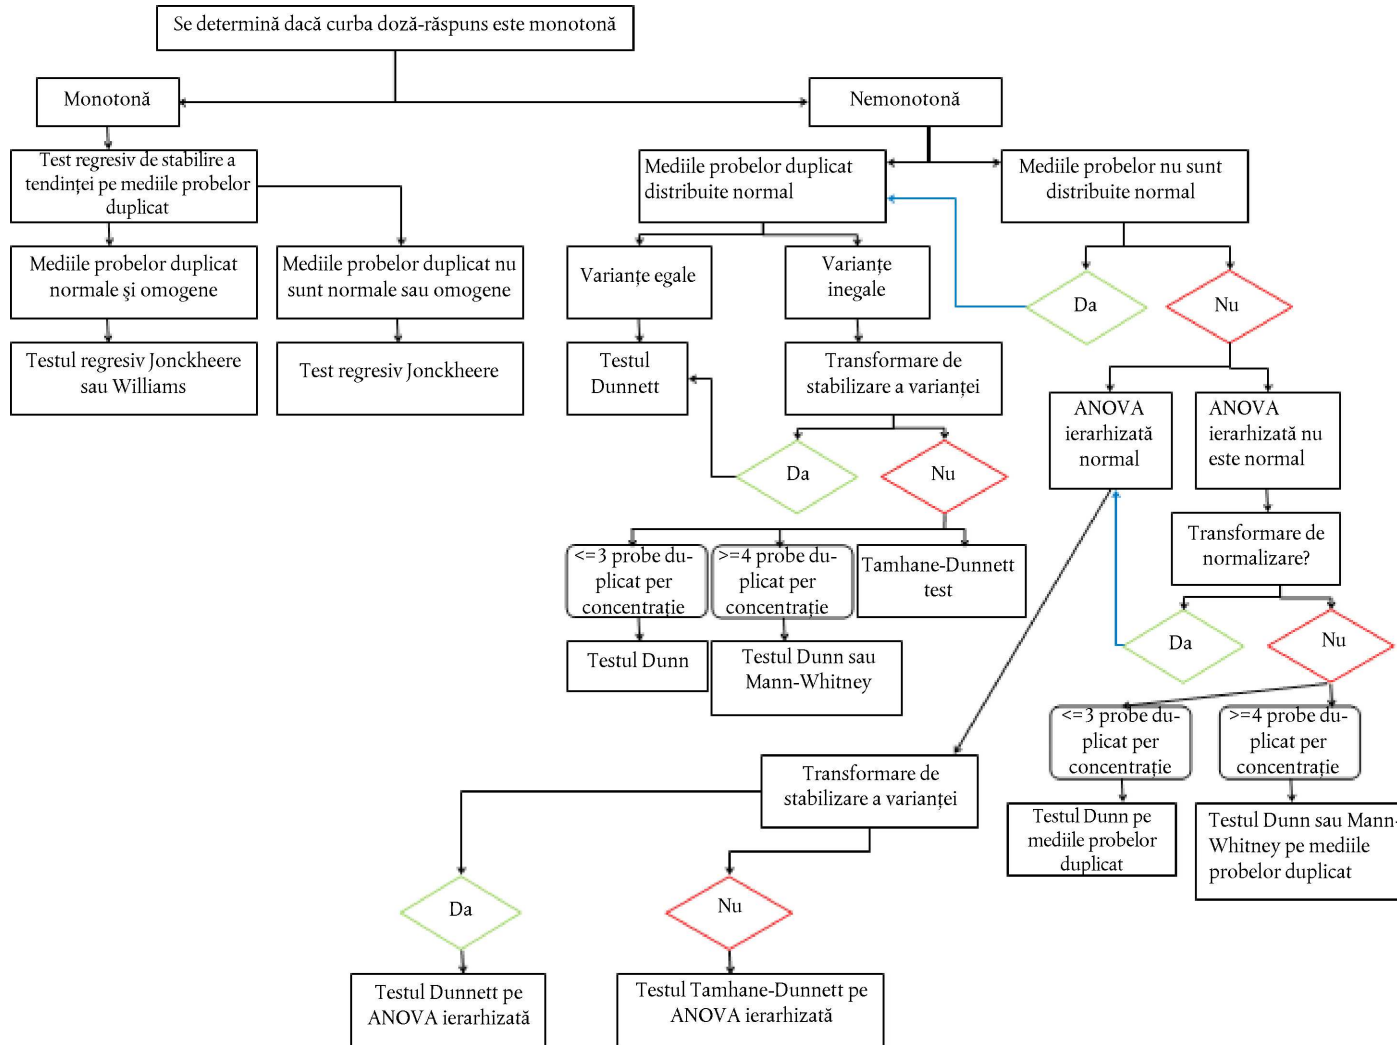 Se determină dacă curba doză-răspuns este monotonă
Monotonă
Nemonotonă
Test regresiv de stabilire a
tendinței pe mediile probelor
duplicat
Mediile probelor duplicat
distribuite normal
Mediile probelor nu sunt
distribuite normal
Mediile probelor duplicat
normale şi omogene
Mediile probelor duplicat nu
sunt normale sau omogene
Varianțe egale
Varianțe
inegale
Da
Nu
Testul regresiv Jonckheere
sau Williams
Test regresiv Jonckheere
Testul
Dunnett
Transformare de
stabilizare a varianței
ANOVA
ierarhizată
normal
ANOVA
ierarhizată nu
este normal
Da
Nu
Transformare de
normalizare?
<=3 probe du-
plicat per
concentrație
>=4 probe du-
plicat per
concentrație
Tamhane-Dunnett
test
Da
Nu
Testul Dunn
Testul Dunn sau
Mann-Whitney
<=3 probe du-
plicat per
concentrație
>=4 probe du-
plicat per
concentrație
Transformare de
stabilizare a varianței
Testul Dunn pe
mediile probelor
duplicat
Testul Dunn sau Mann-
Whitney pe mediile
probelor duplicat
Da
Nu
Testul Dunnett pe
ANOVA ierarhizată
Testul Tamhane-Dunnett pe
ANOVA ierarhizată